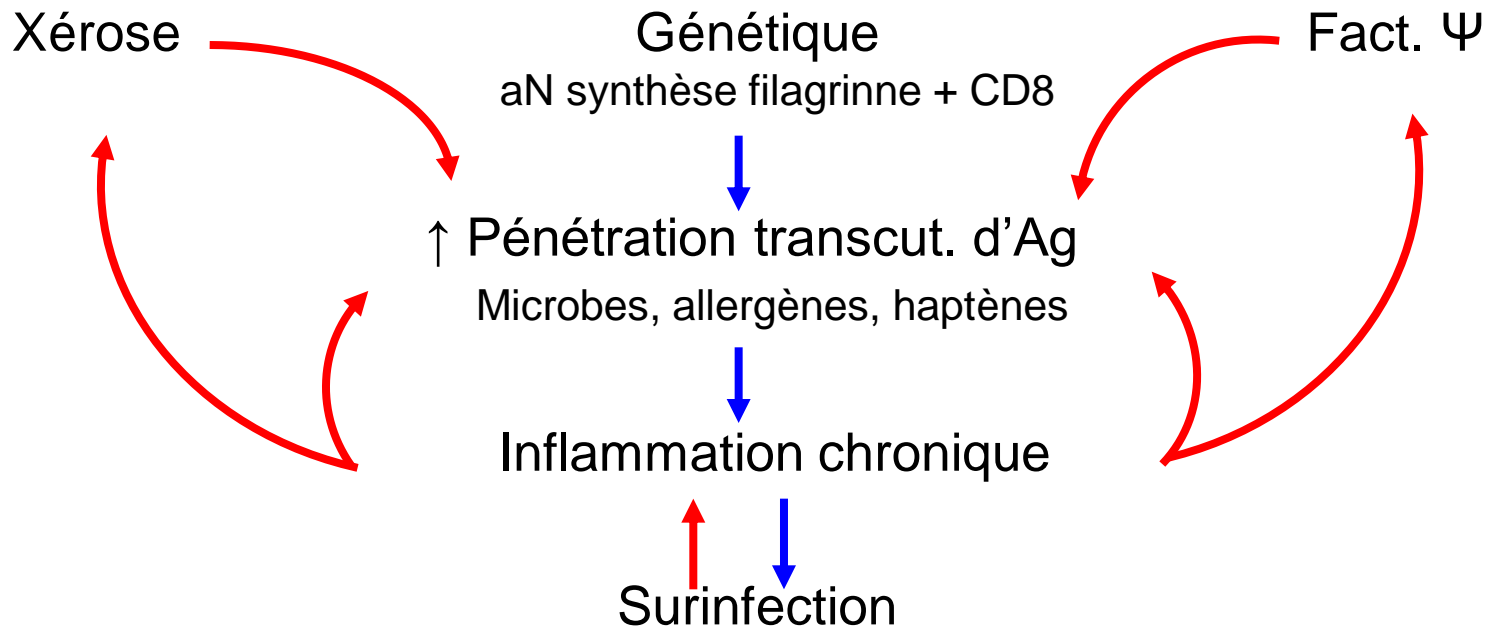 Xérose
Génétique
Fact. Ψ
aN synthèse filagrinne + CD8
↑ Pénétration transcut. d’Ag
Microbes, allergènes, haptènes
Inflammation chronique
Surinfection